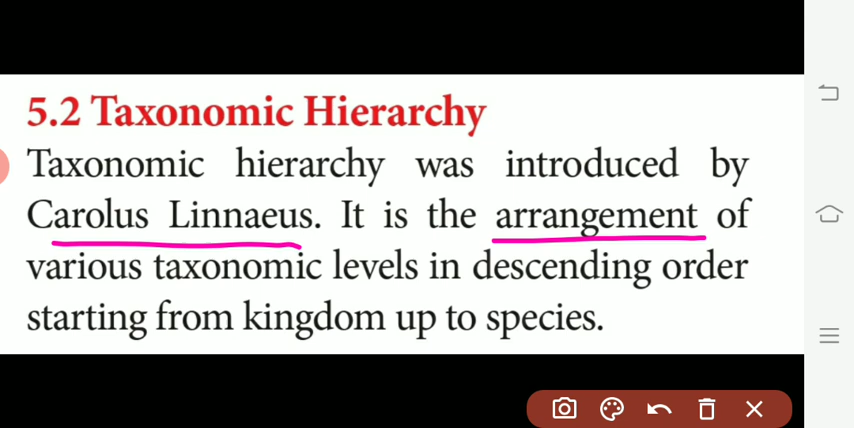 5.2 Taxonomic Hierarchy
Taxonomic hierarchy was introduced by
Carolus Linnaeus. It is the arrangement of
various taxonomic levels in descending order
starting from kingdom up to species.